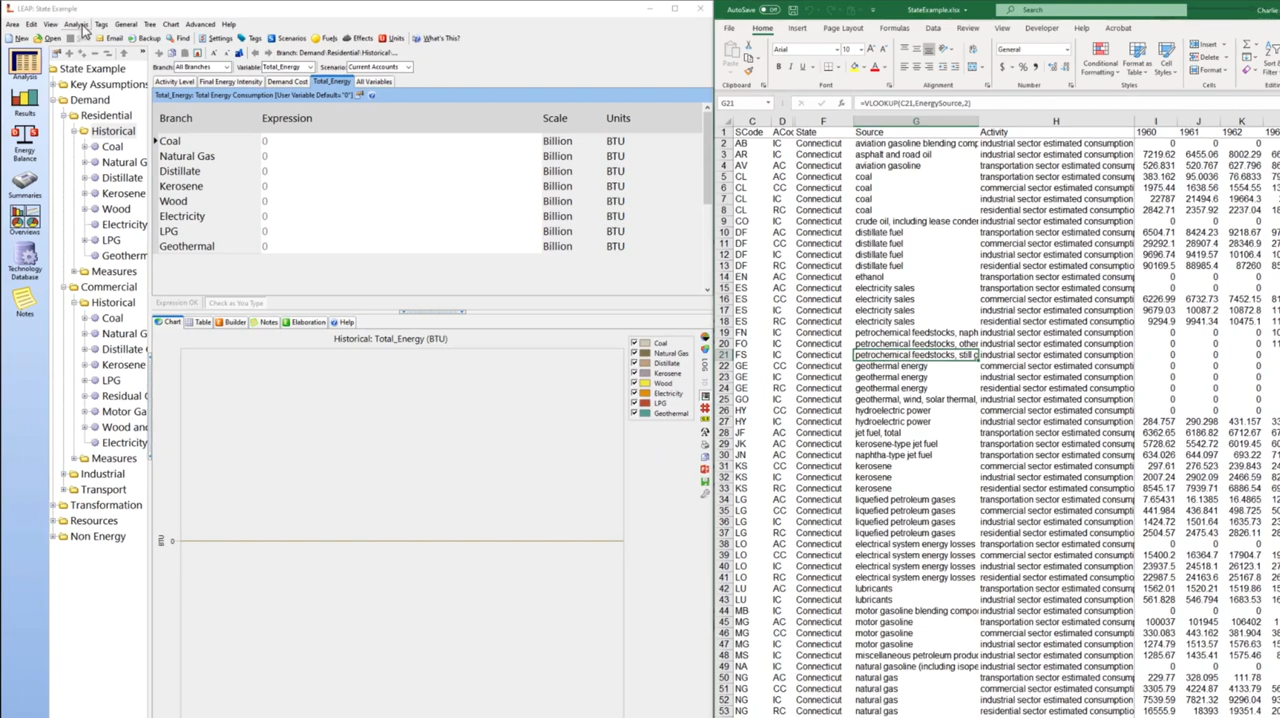 LEAP: State Example
Area Edit View Analysis Tags General Tree Chart Advanced Help
New Open Email Backup Find Settings Tags Scenarios Fuels Effects Units What's This?
Branch: Demand\Residential\Historical...
Branch: All Branches Variable: Total_Energy Scenario: Current Accounts
Activity Level Final Energy Intensity Demand Cost Total_Energy All Variables
Total_Energy: Total Energy Consumption [User Variable Default="0"]
Branch Expression Scale Units
Coal 0 Billion BTU
Natural Gas 0 Billion BTU
Distillate 0 Billion BTU
Kerosene 0 Billion BTU
Wood 0 Billion BTU
Electricity 0 Billion BTU
LPG 0 Billion BTU
Geothermal 0 Billion BTU
Expression OK Check as You Type
Chart Table Builder Notes Elaboration Help
Historical: Total_Energy (BTU)
Coal
Natural Gas
Distillate
Kerosene
Wood
Electricity
LPG
Geothermal
BTU
0
LOG
Analysis
Results
Energy
Balance
Summaries
Overviews
Technology
Database
Notes
State Example
Key Assumptions
Demand
Residential
Historical
Coal
Natural G
Distillate
Kerosene
Wood
Electricity
LPG
Geotherm
Measures
Commercial
Historical
Coal
Natural G
Distillate
Kerosene
LPG
Residual
Motor Ga
Wood and
Electricity
Measures
Industrial
Transport
Transformation
Resources
Non Energy
AutoSave Off StateExample.xlsx Search Charlie
File Home Insert Draw Page Layout Formulas Data Review View Developer Help Acrobat
Paste Arial 10 General Conditional Formatting Format as Table Cell Styles Insert Delete Format
Clipboard Font Alignment Number Styles Cells
G21 =VLOOKUP(C21,EnergySource,2)
C D F G H I J K
1 SCode ACo State Source Activity 1960 1961 1962
2 AB IC Connecticut aviation gasoline blending comp industrial sector estimated consumption 0 0 0
3 AR IC Connecticut asphalt and road oil industrial sector estimated consumption 7219.62 6455.06 8002.29
4 AV AC Connecticut aviation gasoline transportation sector estimated consump 526.831 520.767 627.796
5 CL AC Connecticut coal transportation sector estimated consump 383.162 95.0036 76.6833
6 CL CC Connecticut coal commercial sector estimated consumption 1975.44 1638.56 1554.55
7 CL IC Connecticut coal industrial sector estimated consumption 22787 21494.6 19664.3
8 CL RC Connecticut coal residential sector estimated consumption 2842.71 2357.92 2237.04
9 CO IC Connecticut crude oil, including lease conden industrial sector estimated consumption 0 0 0
10 DF AC Connecticut distillate fuel transportation sector estimated consump 6504.71 8424.23 9218.67
11 DF CC Connecticut distillate fuel commercial sector estimated consumption 29292.1 28907.4 28346.9
12 DF IC Connecticut distillate fuel industrial sector estimated consumption 9696.74 9445.57 10106.4
13 DF RC Connecticut distillate fuel residential sector estimated consumption 90169.5 88985.4 87260
14 EN AC Connecticut ethanol transportation sector estimated consump 0 0 0
15 ES AC Connecticut electricity sales transportation sector estimated consump 0 0 0
16 ES CC Connecticut electricity sales commercial sector estimated consumption 6226.99 6732.73 7452.15
17 ES IC Connecticut electricity sales industrial sector estimated consumption 9679.03 10087.2 10838.6
18 ES RC Connecticut electricity sales residential sector estimated consumption 9294.9 9941.34 10475.1
19 FN IC Connecticut petrochemical feedstocks, naph industrial sector estimated consumption 0 0 0
20 FO IC Connecticut petrochemical feedstocks, other industrial sector estimated consumption 0 0 0
21 FS IC Connecticut petrochemical feedstocks, still g industrial sector estimated consumption 0 0 0
22 GE CC Connecticut geothermal energy commercial sector estimated consumption 0 0 0
23 GE IC Connecticut geothermal energy industrial sector estimated consumption 0 0 0
24 GE RC Connecticut geothermal energy residential sector estimated consumption 0 0 0
25 GO IC Connecticut geothermal, wind, solar thermal, industrial sector estimated consumption 0 0 0
26 HY CC Connecticut hydroelectric power commercial sector estimated consumption 0 0 0
27 HY IC Connecticut hydroelectric power industrial sector estimated consumption 284.757 290.298 431.157
28 JF AC Connecticut jet fuel, total transportation sector estimated consump 6362.65 6186.82 6712.67
29 JK AC Connecticut kerosene-type jet fuel transportation sector estimated consump 5728.62 5542.72 6019.45
30 JN AC Connecticut naphtha-type jet fuel transportation sector estimated consump 634.026 644.097 693.22
31 KS CC Connecticut kerosene commercial sector estimated consumption 297.61 276.523 239.843
32 KS IC Connecticut kerosene industrial sector estimated consumption 2007.24 2902.09 2466.59
33 KS RC Connecticut kerosene residential sector estimated consumption 8545.17 7939.71 6886.54
34 LG AC Connecticut liquefied petroleum gases transportation sector estimated consump 7.65431 16.1385 16.4865
35 LG CC Connecticut liquefied petroleum gases commercial sector estimated consumption 441.984 436.841 498.725
36 LG IC Connecticut liquefied petroleum gases industrial sector estimated consumption 1424.72 1501.64 1635.73
37 LG RC Connecticut liquefied petroleum gases residential sector estimated consumption 2504.57 2475.43 2826.11
38 LO AC Connecticut electrical system energy losses transportation sector estimated consump 0 0 0
39 LO CC Connecticut electrical system energy losses commercial sector estimated consumption 15400.2 16364.7 17904.7
40 LO IC Connecticut electrical system energy losses industrial sector estimated consumption 23937.5 24518.1 26123.1
41 LO RC Connecticut electrical system energy losses residential sector estimated consumption 22987.5 24163.6 25167.8
42 LU AC Connecticut lubricants transportation sector estimated consump 1562.01 1520.21 1519.86
43 LU IC Connecticut lubricants industrial sector estimated consumption 561.828 546.794 1683.53
44 MB IC Connecticut motor gasoline blending compo industrial sector estimated consumption 0 0 0
45 MG AC Connecticut motor gasoline transportation sector estimated consump 100037 101945 106402
46 MG CC Connecticut motor gasoline commercial sector estimated consumption 330.083 443.162 381.904
47 MG IC Connecticut motor gasoline industrial sector estimated consumption 1274.79 1513.57 1576.63
48 MS IC Connecticut miscellaneous petroleum produc industrial sector estimated consumption 1285.67 1435.41 1575.46
49 NA IC Connecticut natural gasoline (including isope industrial sector estimated consumption 0 0 0
50 NG AC Connecticut natural gas transportation sector estimated consump 229.77 328.095 111.78
51 NG CC Connecticut natural gas commercial sector estimated consumption 3305.79 4224.87 4133.79
52 NG IC Connecticut natural gas industrial sector estimated consumption 7539.59 7821.32 9296.04
53 NG RC Connecticut natural gas residential sector estimated consumption 16555.9 18393 19351.4